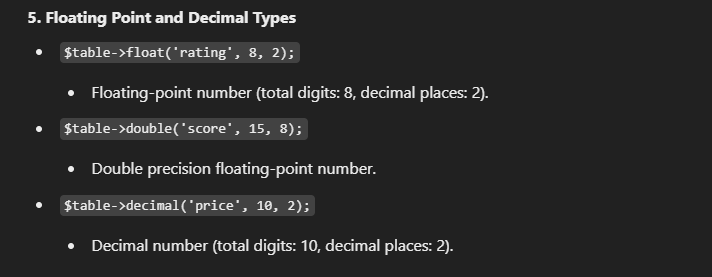 5. Floating Point and Decimal Types
• $table->float('rating', 8, 2);
• Floating-point number (total digits: 8, decimal places: 2).
• $table->double('score', 15, 8);
• Double precision floating-point number.
• $table->decimal('price', 10, 2);
• Decimal number (total digits: 10, decimal places: 2).